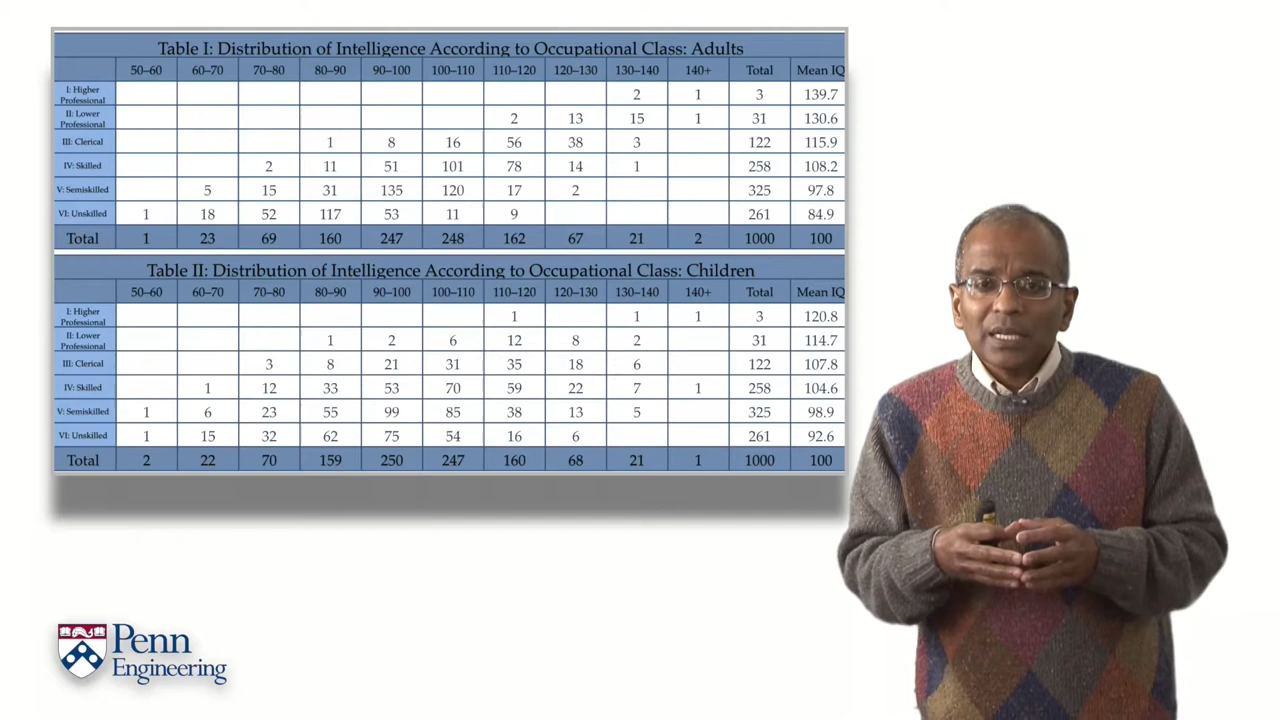 Table I: Distribution of Intelligence According to Occupational Class: Adults
50–60 60–70 70–80 80–90 90–100 100–110 110–120 120–130 130–140 140+ Total Mean IQ
I: Higher Professional 2 1 3 139.7
II: Lower Professional 2 13 15 1 31 130.6
III: Clerical 1 8 16 56 38 3 122 115.9
IV: Skilled 2 11 51 101 78 14 1 258 108.2
V: Semiskilled 5 15 31 135 120 17 2 325 97.8
VI: Unskilled 1 18 52 117 53 11 9 261 84.9
Total 1 23 69 160 247 248 162 67 21 2 1000 100
Table II: Distribution of Intelligence According to Occupational Class: Children
50–60 60–70 70–80 80–90 90–100 100–110 110–120 120–130 130–140 140+ Total Mean IQ
I: Higher Professional 1 1 1 3 120.8
II: Lower Professional 1 2 6 12 8 2 31 114.7
III: Clerical 3 8 21 31 35 18 6 122 107.8
IV: Skilled 1 12 33 53 70 59 22 7 1 258 104.6
V: Semiskilled 1 6 23 55 99 85 38 13 5 325 98.9
VI: Unskilled 1 15 32 62 75 54 16 6 261 92.6
Total 2 22 70 159 250 247 160 68 21 1 1000 100
Penn
Engineering